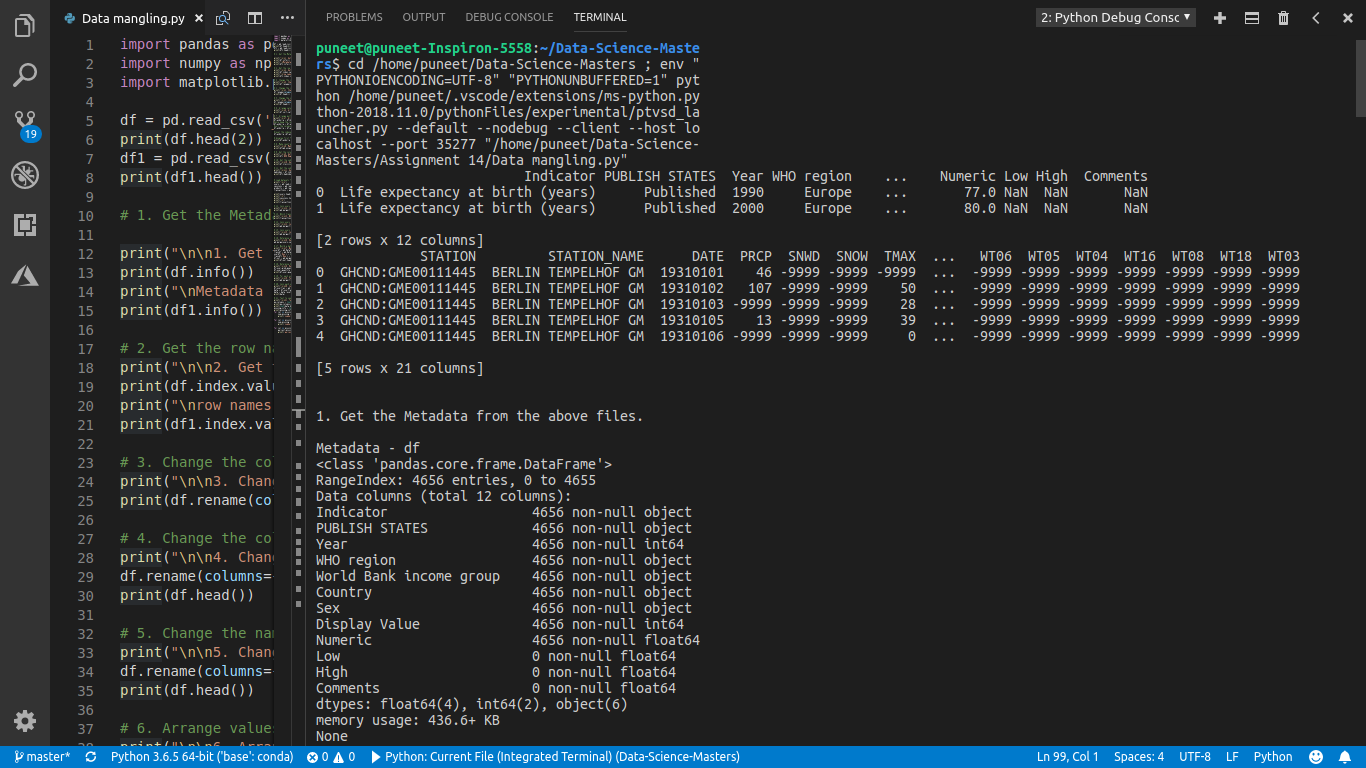 Data mangling.py
PROBLEMS OUTPUT DEBUG CONSOLE TERMINAL
2: Python Debug Consc
19
1 import pandas as p
2 import numpy as np
3 import matplotlib.
4
5 df = pd.read_csv('
6 print(df.head(2))
7 df1 = pd.read_csv(
8 print(df1.head())
9
10 # 1. Get the Metad
11
12 print("\n\n1. Get
13 print(df.info())
14 print("\nMetadata
15 print(df1.info())
16
17 # 2. Get the row n
18 print("\n\n2. Get
19 print(df.index.valu
20 print("\nrow names
21 print(df1.index.va
22
23 # 3. Change the co
24 print("\n\n3. Chan
25 print(df.rename(co
26
27 # 4. Change the co
28 print("\n\n4. Chan
29 df.rename(columns=
30 print(df.head())
31
32 # 5. Change the na
33 print("\n\n5. Chan
34 df.rename(columns=
35 print(df.head())
36
37 # 6. Arrange value
puneet@puneet-Inspiron-5558:~/Data-Science-Maste
rs$ cd /home/puneet/Data-Science-Masters ; env "
PYTHONIOENCODING=UTF-8" "PYTHONUNBUFFERED=1" pyt
hon /home/puneet/.vscode/extensions/ms-python.py
thon-2018.11.0/pythonFiles/experimental/ptvsd_la
uncher.py --default --nodebug --client --host lo
calhost --port 35277 "/home/puneet/Data-Science-
Masters/Assignment 14/Data mangling.py"
Indicator PUBLISH STATES Year WHO region ... Numeric Low High Comments
0 Life expectancy at birth (years) Published 1990 Europe ... 77.0 NaN NaN NaN
1 Life expectancy at birth (years) Published 2000 Europe ... 80.0 NaN NaN NaN
[2 rows x 12 columns]
STATION STATION_NAME DATE PRCP SNWD SNOW TMAX ... WT06 WT05 WT04 WT16 WT08 WT18 WT03
0 GHCND:GME00111445 BERLIN TEMPELHOF GM 19310101 46 -9999 -9999 -9999 ... -9999 -9999 -9999 -9999 -9999 -9999 -9999
1 GHCND:GME00111445 BERLIN TEMPELHOF GM 19310102 107 -9999 -9999 50 ... -9999 -9999 -9999 -9999 -9999 -9999 -9999
2 GHCND:GME00111445 BERLIN TEMPELHOF GM 19310103 -9999 -9999 -9999 28 ... -9999 -9999 -9999 -9999 -9999 -9999 -9999
3 GHCND:GME00111445 BERLIN TEMPELHOF GM 19310105 13 -9999 -9999 39 ... -9999 -9999 -9999 -9999 -9999 -9999 -9999
4 GHCND:GME00111445 BERLIN TEMPELHOF GM 19310106 -9999 -9999 -9999 0 ... -9999 -9999 -9999 -9999 -9999 -9999 -9999
[5 rows x 21 columns]
1. Get the Metadata from the above files.
Metadata - df
<class 'pandas.core.frame.DataFrame'>
RangeIndex: 4656 entries, 0 to 4655
Data columns (total 12 columns):
Indicator 4656 non-null object
PUBLISH STATES 4656 non-null object
Year 4656 non-null int64
WHO region 4656 non-null object
World Bank income group 4656 non-null object
Country 4656 non-null object
Sex 4656 non-null object
Display Value 4656 non-null int64
Numeric 4656 non-null float64
Low 0 non-null float64
High 0 non-null float64
Comments 0 non-null float64
dtypes: float64(4), int64(2), object(6)
memory usage: 436.6+ KB
None
master* Python 3.6.5 64-bit ('base': conda) 0 0 Python: Current File (Integrated Terminal) (Data-Science-Masters) Ln 99, Col 1 Spaces: 4 UTF-8 LF Python